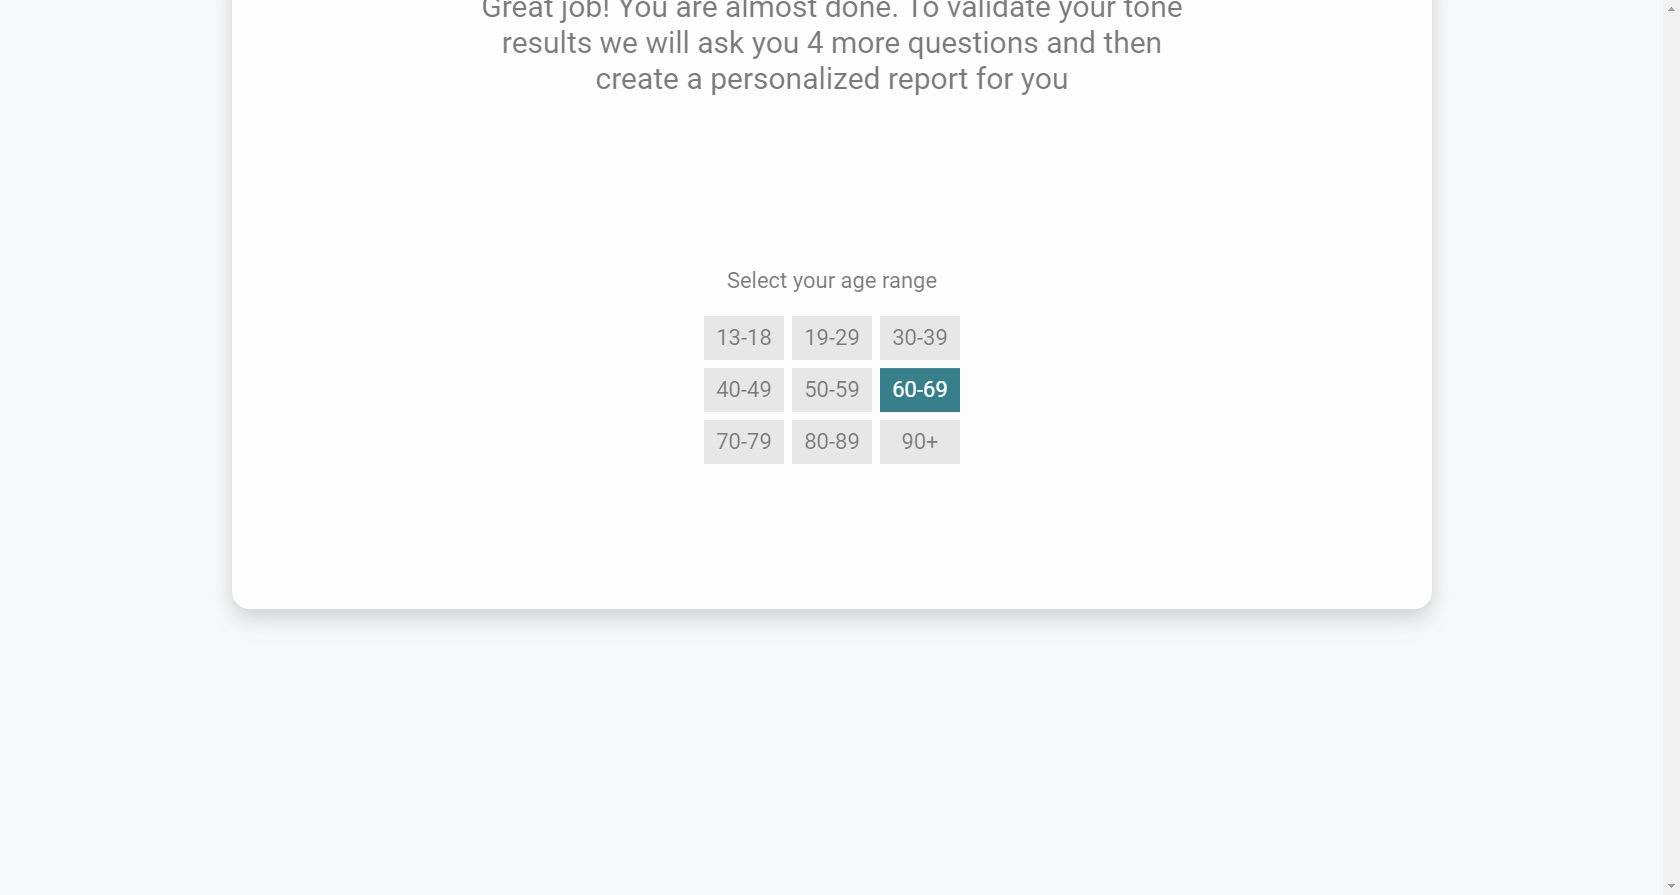 Great job! You are almost done. To validate your tone
results we will ask you 4 more questions and then
create a personalized report for you
Select your age range
13-18 19-29 30-39
40-49 50-59 60-69
70-79 80-89 90+